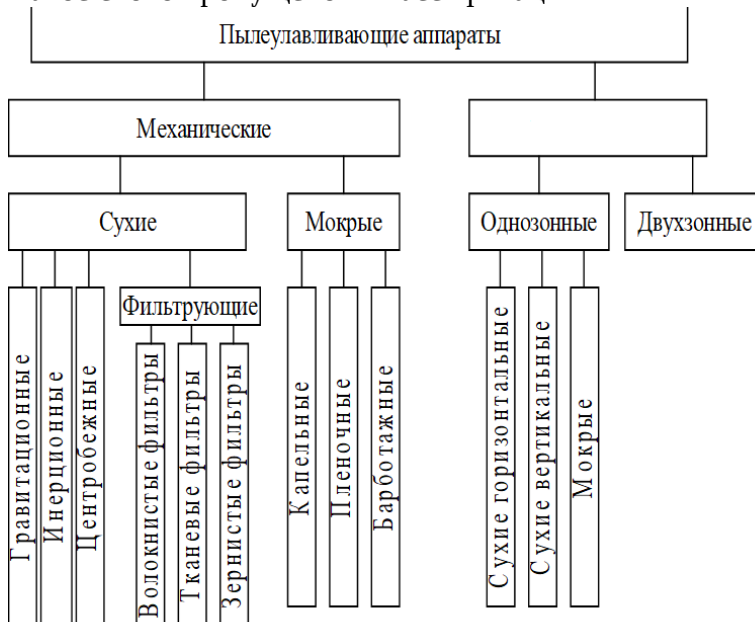 Пылеулавливающие аппараты
Механические
Сухие
Мокрые
Однозонные
Двухзонные
Фильтрующие
Гравитационные
Инерционные
Центробежные
Волокнистые фильтры
Тканевые фильтры
Зернистые фильтры
Капельные
Пленочные
Барботажные
Сухие горизонтальные
Сухие вертикальные
Мокрые